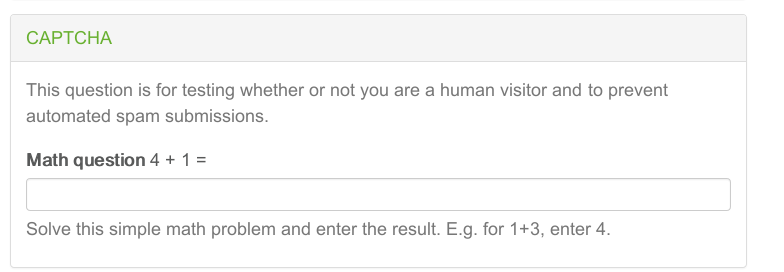 CAPTCHA
This question is for testing whether or not you are a human visitor and to prevent
automated spam submissions.
Math question 4 + 1 =
Solve this simple math problem and enter the result. E.g. for 1+3, enter 4.